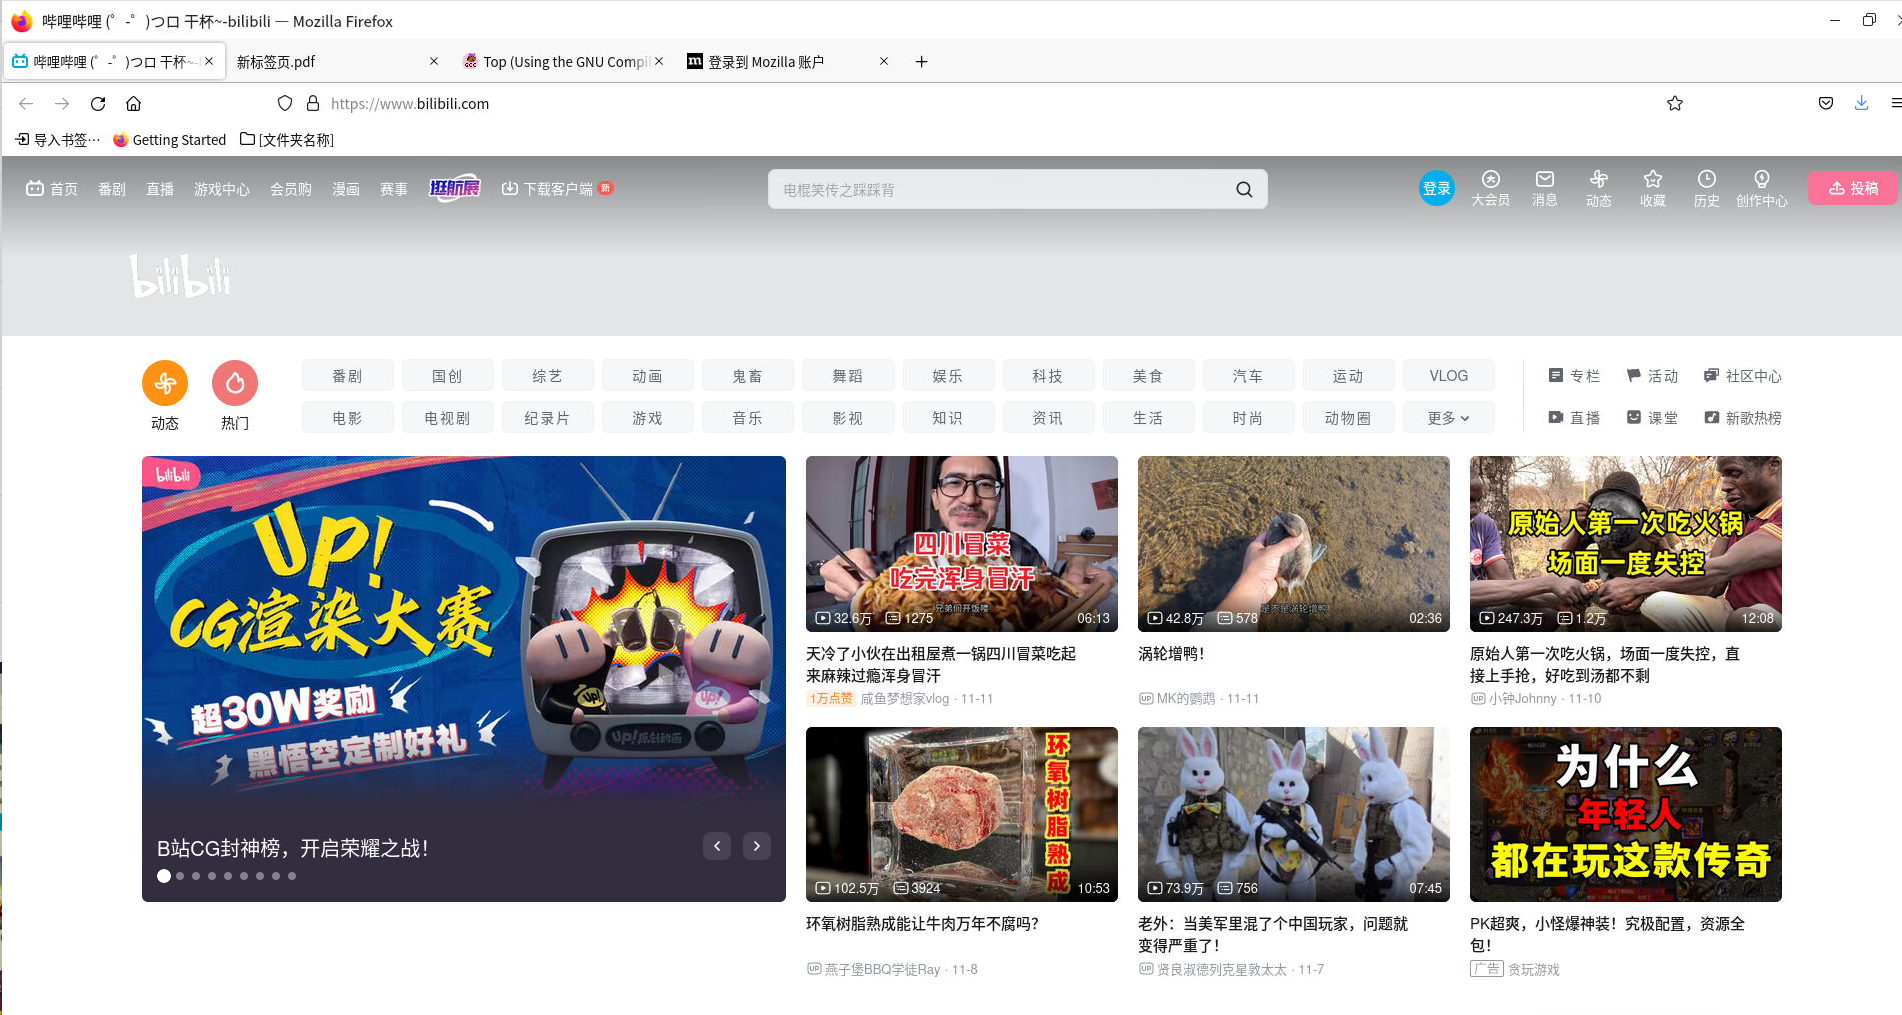 哔哩哔哩 (゜-゜)つロ 干杯~-bilibili — Mozilla Firefox
哔哩哔哩 (゜-゜)つロ 干杯~-
新标签页.pdf
Top (Using the GNU Compil
登录到 Mozilla 账户
https://www.bilibili.com
导入书签…
Getting Started
[文件夹名称]
首页 番剧 直播 游戏中心 会员购 漫画 赛事 逛航展 下载客户端 新
电棍笑传之踩踩背
登录 大会员 消息 动态 收藏 历史 创作中心 投稿
bilibili
动态 热门
番剧 国创 综艺 动画 鬼畜 舞蹈 娱乐 科技 美食 汽车 运动 VLOG
专栏 活动 社区中心
电影 电视剧 纪录片 游戏 音乐 影视 知识 资讯 生活 时尚 动物圈 更多
直播 课堂 新歌热榜
bilibili
UP!
CG渲染大赛
超30W奖励
黑悟空定制好礼
UP!
UP!
UP!原创动画
B站CG封神榜，开启荣耀之战！
四川冒菜
吃完浑身冒汗
兄弟们开饭喽
32.6万 1275 06:13
天冷了小伙在出租屋煮一锅四川冒菜吃起
来麻辣过瘾浑身冒汗
1万点赞 咸鱼梦想家vlog · 11-11
是不是涡轮增鸭
42.8万 578 02:36
涡轮增鸭！
UP MK的鹦鹉 · 11-11
原始人第一次吃火锅
场面一度失控
247.3万 1.2万 12:08
原始人第一次吃火锅，场面一度失控，直
接上手抢，好吃到汤都不剩
UP 小钟Johnny · 11-10
环氧树脂熟成
102.5万 3924 10:53
环氧树脂熟成能让牛肉万年不腐吗？
UP 燕子堡BBQ学徒Ray · 11-8
73.9万 756 07:45
老外：当美军里混了个中国玩家，问题就
变得严重了！
UP 贤良淑德列克星敦太太 · 11-7
为什么
年轻人
都在玩这款传奇
PK超爽，小怪爆神装！究极配置，资源全
包！
广告 贪玩游戏